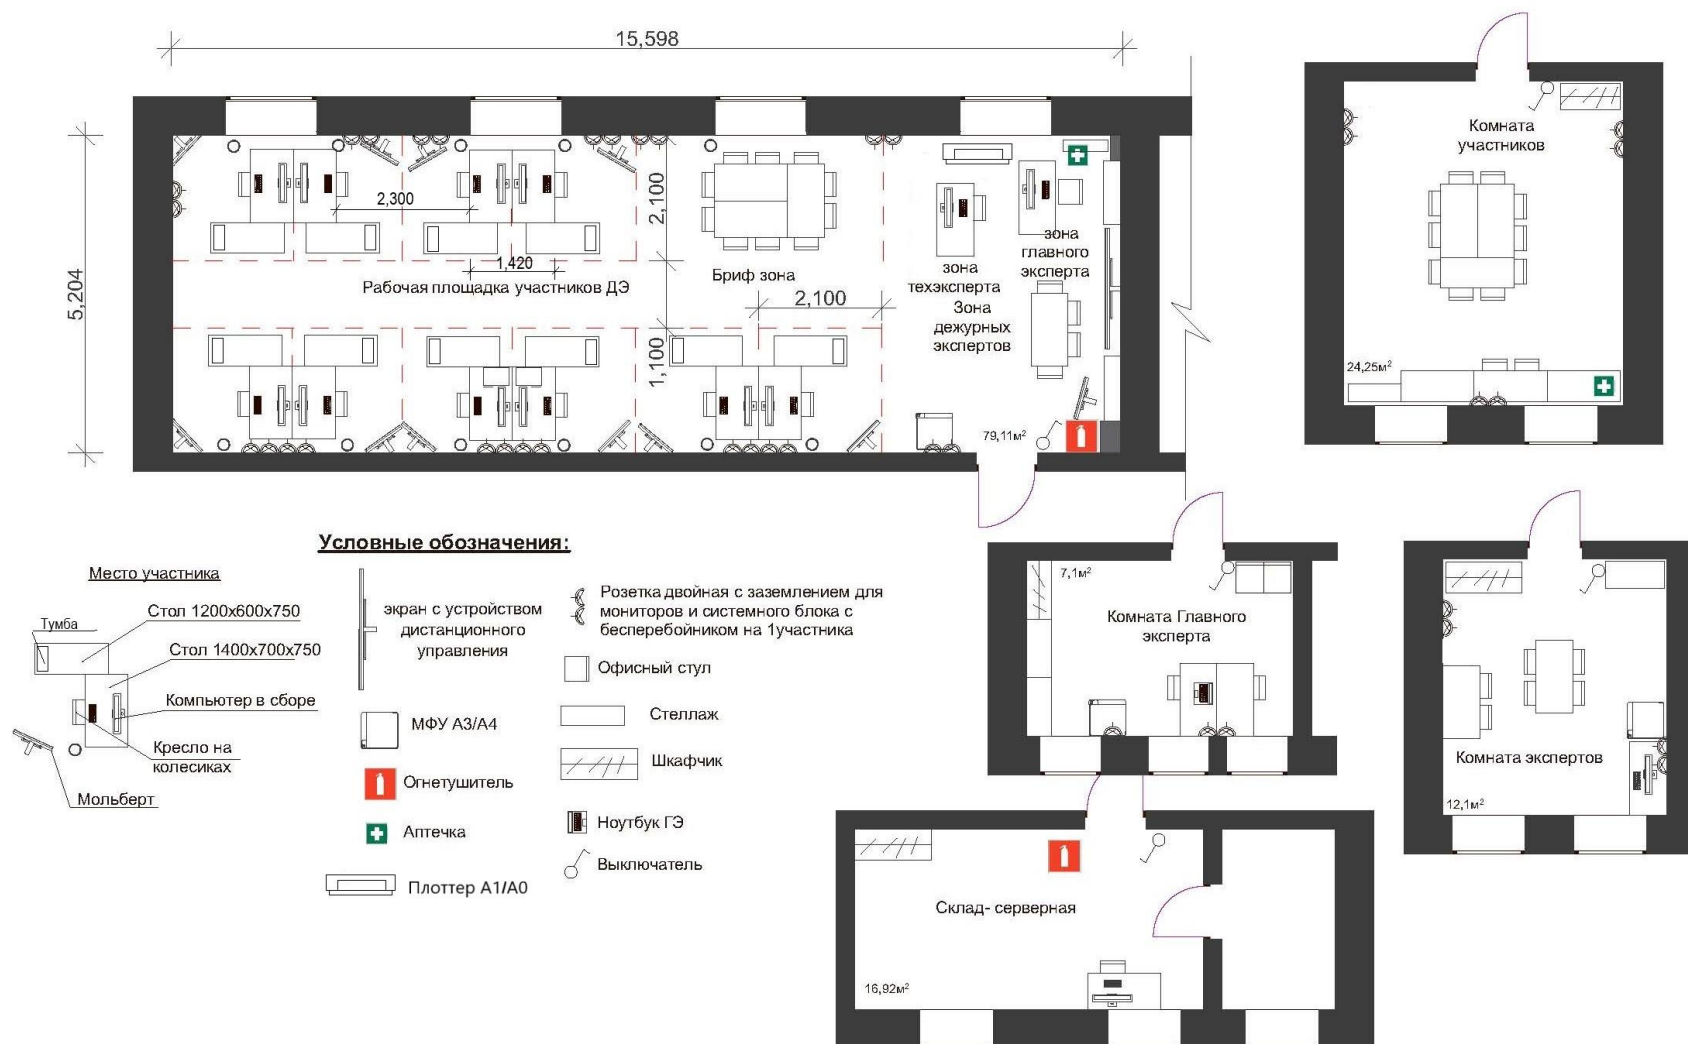 15,598
5,204
2,300
2,100
1,420
Рабочая площадка участников ДЭ
Бриф зона
2,100
1,100
зона
техэксперта
зона
главного
эксперта
Зона
дежурных
экспертов
79,11м²
Комната
участников
24,25м²
Условные обозначения:
Место участника
Тумба
Стол 1200х600х750
Стол 1400х700х750
Компьютер в сборе
Кресло на
колесиках
Мольберт
экран с устройством
дистанционного
управления
МФУ А3/А4
Огнетушитель
Аптечка
Плоттер А1/А0
Розетка двойная с заземлением для
мониторов и системного блока с
бесперебойником на 1участника
Офисный стул
Стеллаж
Шкафчик
Ноутбук ГЭ
Выключатель
7,1м²
Комната Главного
эксперта
Комната экспертов
12,1м²
Склад- серверная
16,92м²